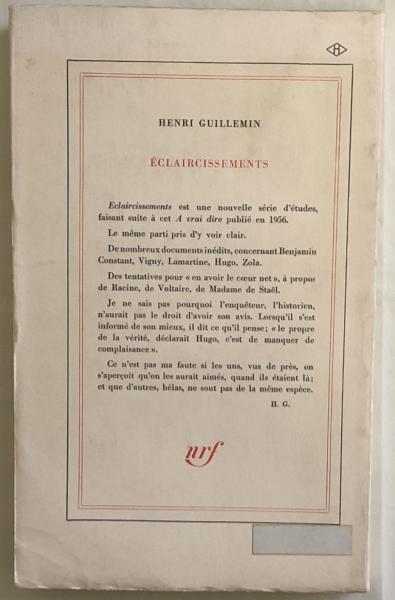 H
HENRI GUILLEMIN
ÉCLAIRCISSEMENTS
Eclaircissements est une nouvelle série d'études,
faisant suite à cet A vrai dire publié en 1956.
Le même parti pris d'y voir clair.
De nombreux documents inédits, concernant Benjamin
Constant, Vigny, Lamartine, Hugo, Zola.
Des tentatives pour « en avoir le cœur net », à propos
de Racine, de Voltaire, de Madame de Staël.
Je ne sais pas pourquoi l'enquêteur, l'historien,
n'aurait pas le droit d'avoir son avis. Lorsqu'il s'est
informé de son mieux, il dit ce qu'il pense; « le propre
de la vérité, déclarait Hugo, c'est de manquer de
complaisance ».
Ce n'est pas ma faute si les uns, vus de près, on
s'aperçoit qu'on les aurait aimés, quand ils étaient là;
et que d'autres, hélas, ne sont pas de la même espèce.
H. G.
nrf